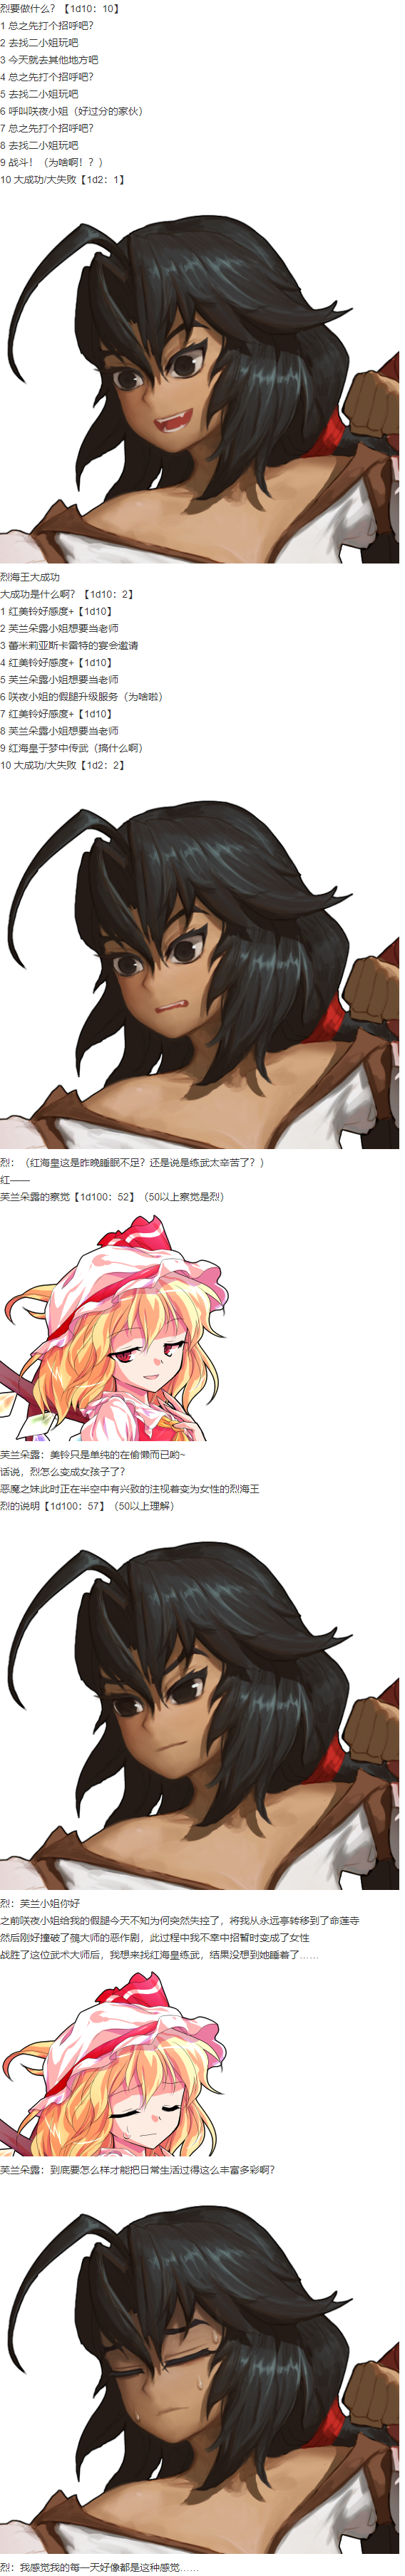 烈要做什么？【1d10：10】
1 总之先打个招呼吧？
2 去找二小姐玩吧
3 今天就去其他地方吧
4 总之先打个招呼吧？
5 去找二小姐玩吧
6 呼叫咲夜小姐（好过分的家伙）
7 总之先打个招呼吧？
8 去找二小姐玩吧
9 战斗！（为啥啊！？）
10 大成功/大失败【1d2：1】
烈海王大成功
大成功是什么啊？【1d10：2】
1 红美铃好感度+【1d10】
2 芙兰朵露小姐想要当老师
3 蕾米莉亚斯卡雷特的宴会邀请
4 红美铃好感度+【1d10】
5 芙兰朵露小姐想要当老师
6 咲夜小姐的假腿升级服务（为啥啦）
7 红美铃好感度+【1d10】
8 芙兰朵露小姐想要当老师
9 红海皇于梦中传武（搞什么啊）
10 大成功/大失败【1d2：2】
烈：（红海皇这是昨晚睡眠不足？还是说是练武太辛苦了？）
红——
芙兰朵露的察觉【1d100：52】（50以上察觉是烈）
芙兰朵露：美铃只是单纯的在偷懒而已哟~
话说，烈怎么变成女孩子了？
恶魔之妹此时正在半空中有兴致的注视着变为女性的烈海王
烈的说明【1d100：57】（50以上理解）
烈：芙兰小姐你好
之前咲夜小姐给我的假腿今天不知为何突然失控了，将我从永远亭转移到了命莲寺
然后刚好撞破了魏大师的恶作剧，此过程中我不幸中招暂时变成了女性
战胜了这位武术大师后，我想来找红海皇练武，结果没想到她睡着了……
芙兰朵露：到底要怎么样才能把日常生活过得这么丰富多彩啊？
烈：我感觉我的每一天好像都是这种感觉……